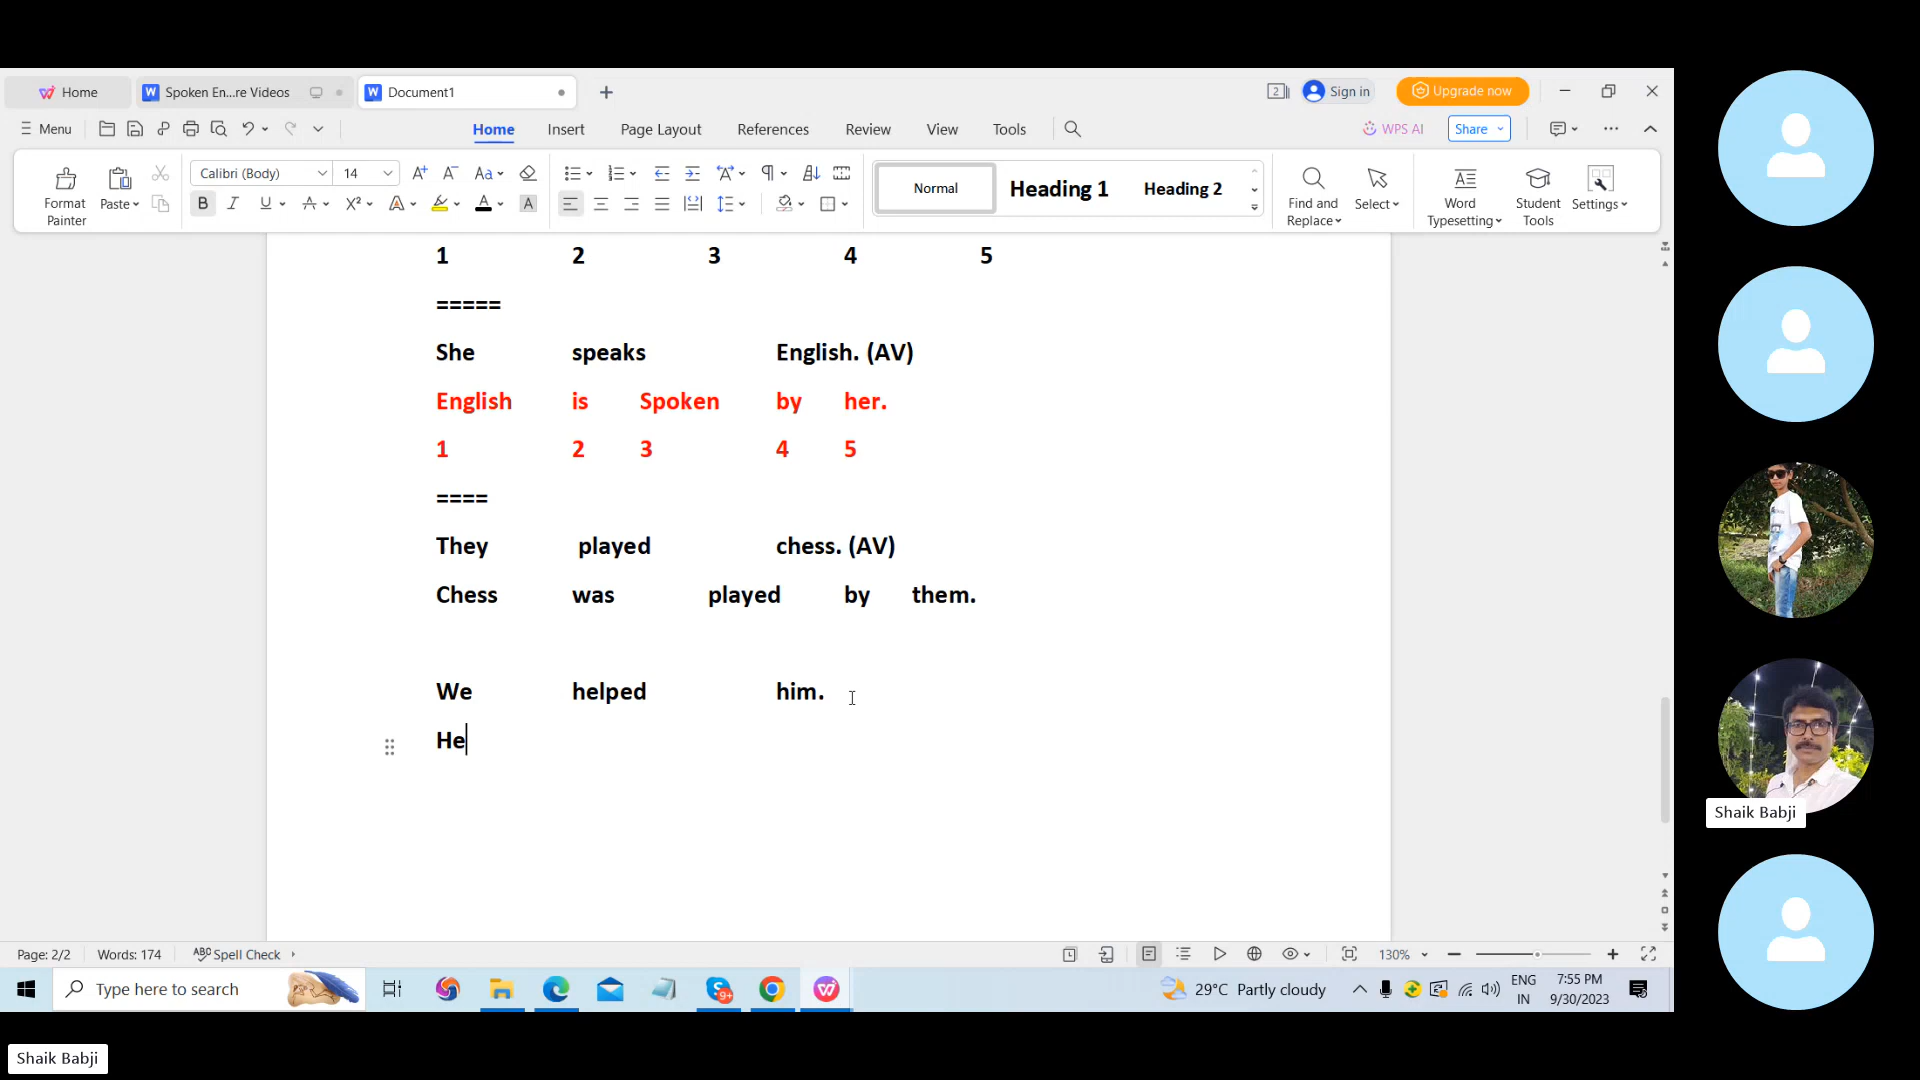 Home Spoken En...re Videos Document1 + 2 Sign in Upgrade now
Menu Home Insert Page Layout References Review View Tools WPS AI Share
Format Painter Paste Calibri (Body) 14 A+ A- Aa B I U A X² A A A Normal Heading 1 Heading 2 Find and Replace Select Word Typesetting Student Tools Settings
1 2 3 4 5
=====
She speaks English. (AV)
English is Spoken by her.
1 2 3 4 5
====
They played chess. (AV)
Chess was played by them.
We helped him.
He
Shaik Babji
Page: 2/2 Words: 174 ABC Spell Check 130%
Type here to search 9+ 29°C Partly cloudy ENG IN 7:55 PM 9/30/2023
Shaik Babji